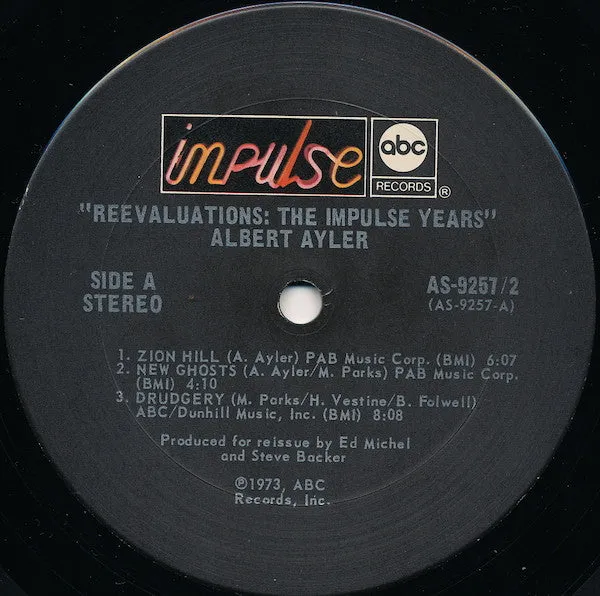 impulse
abc
RECORDS ®
"REEVALUATIONS: THE IMPULSE YEARS"
ALBERT AYLER
SIDE A
STEREO
AS-9257/2
(AS-9257-A)
1. ZION HILL (A. Ayler) PAB Music Corp. (BMI) 6:07
2. NEW GHOSTS (A. Ayler/M. Parks) PAB Music Corp.
(BMI) 4:10
3. DRUDGERY (M. Parks/H. Vestine/B. Folwell)
ABC/Dunhill Music, Inc. (BMI) 8:08
Produced for reissue by Ed Michel
and Steve Backer
℗1973, ABC
Records, Inc.